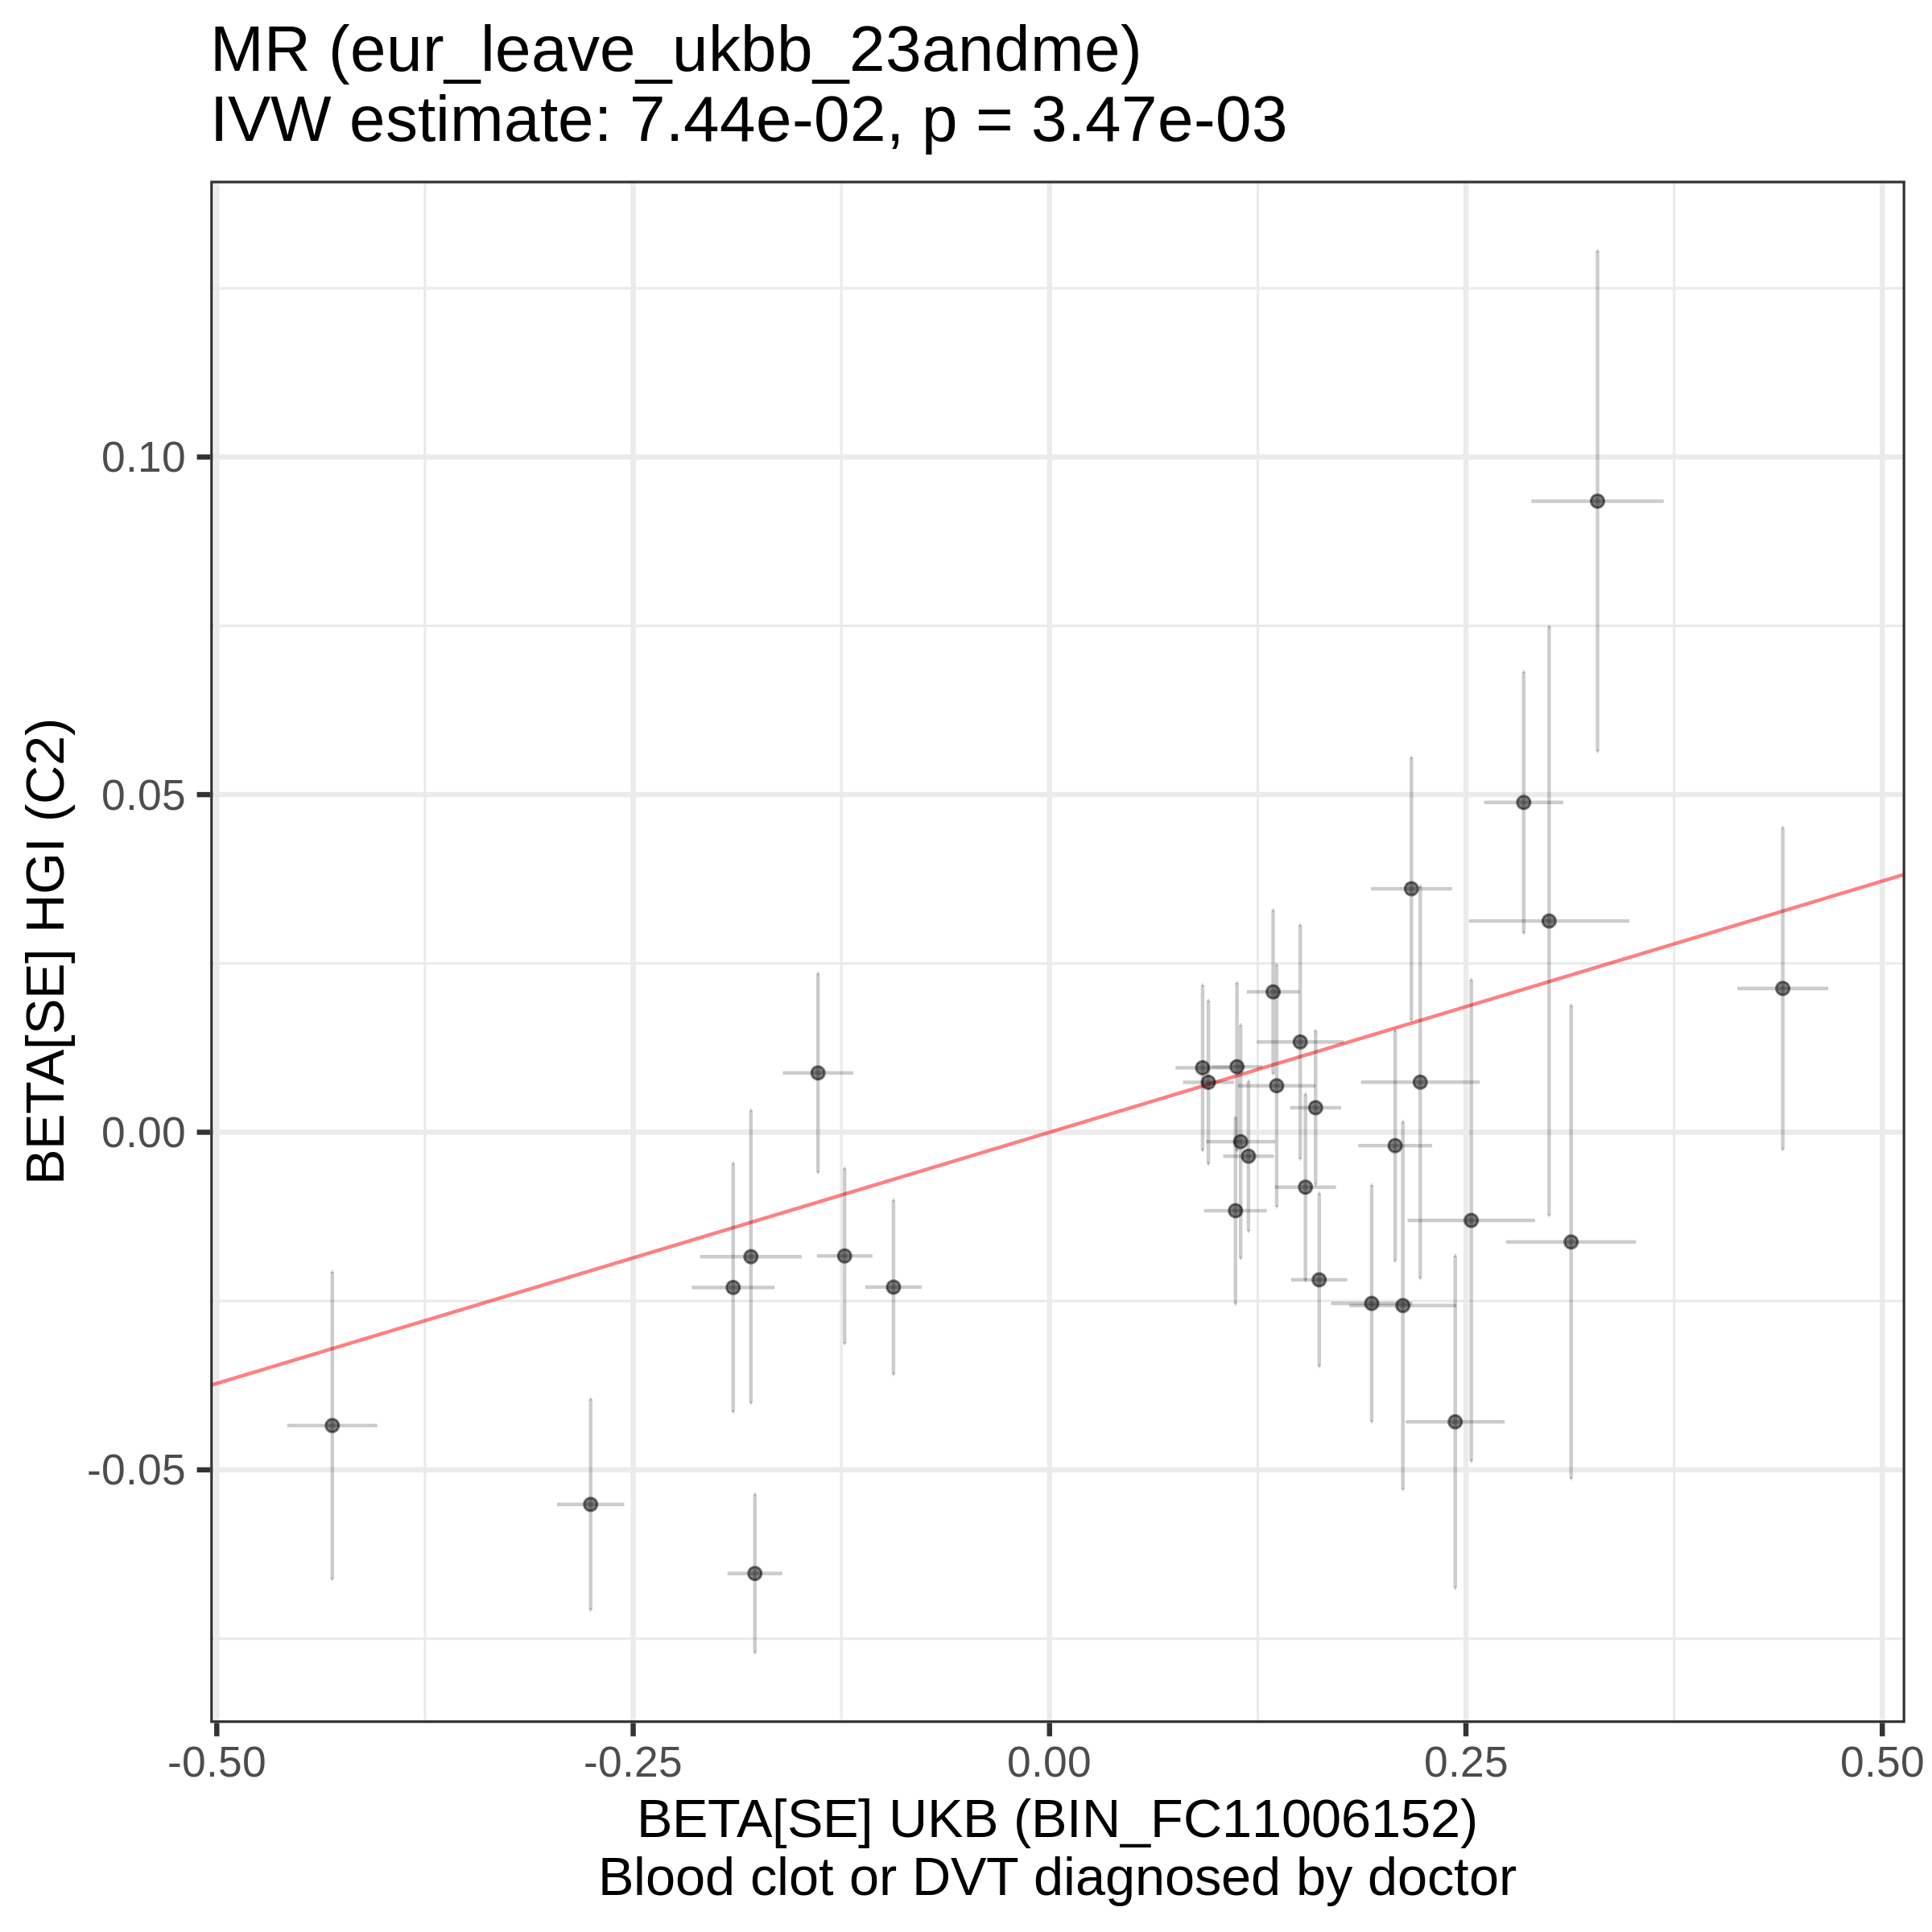 MR (eur_leave_ukbb_23andme)
IVW estimate: 7.44e-02, p = 3.47e-03
BETA[SE] HGI (C2)
0.10
0.05
0.00
-0.05
-0.50
-0.25
0.00
0.25
0.50
BETA[SE] UKB (BIN_FC11006152)
Blood clot or DVT diagnosed by doctor